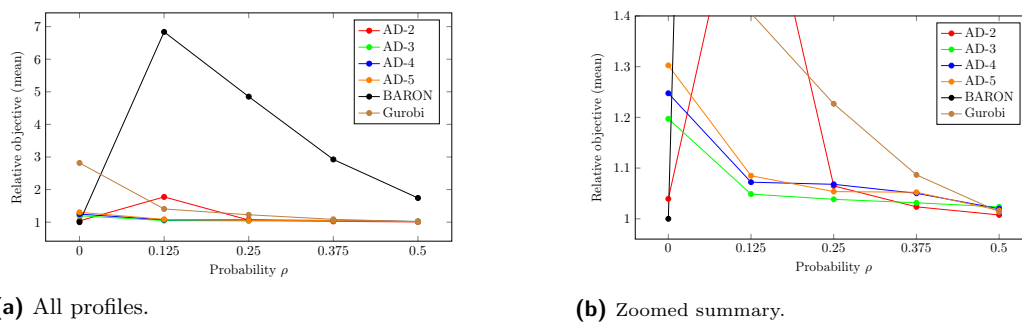 7
6
5
4
3
2
1
0
0.125
0.25
0.375
0.5
Relative objective (mean)
Probability ρ
AD-2
AD-3
AD-4
AD-5
BARON
Gurobi
(a) All profiles.
1.4
1.3
1.2
1.1
1
0
0.125
0.25
0.375
0.5
Relative objective (mean)
Probability ρ
AD-2
AD-3
AD-4
AD-5
BARON
Gurobi
(b) Zoomed summary.